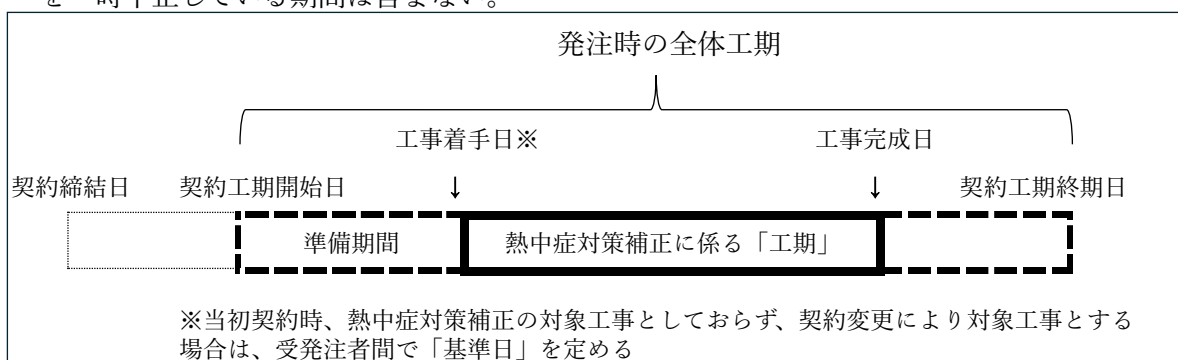 を一時中止している期間は含まない。
発注時の全体工期
工事着手日※ 工事完成日
契約締結日 契約工期開始日 ↓ ↓ 契約工期終期日
準備期間 熱中症対策補正に係る「工期」
※当初契約時、熱中症対策補正の対象工事としておらず、契約変更により対象工事とする
場合は、受発注者間で「基準日」を定める